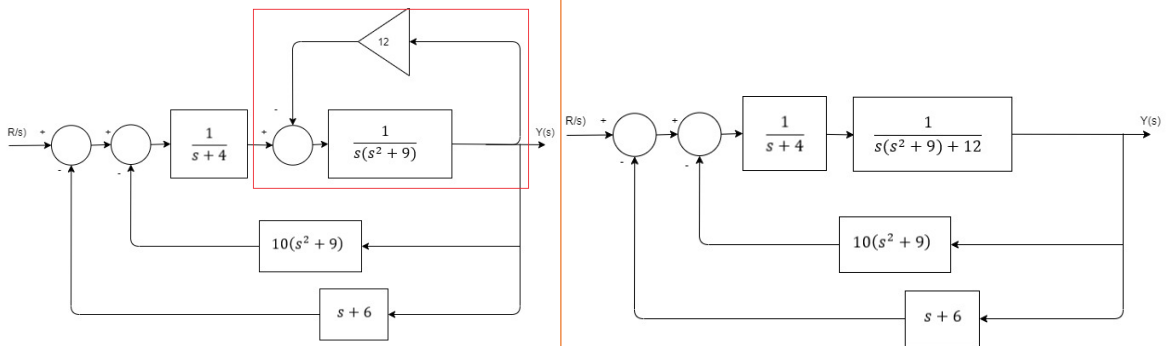 12
-
R/s)
+
+
1
s + 4
+
1
s(s² + 9)
Y(s)
-
-
10(s² + 9)
s + 6
R/s)
+
+
1
s + 4
1
s(s² + 9) + 12
Y(s)
-
-
10(s² + 9)
s + 6